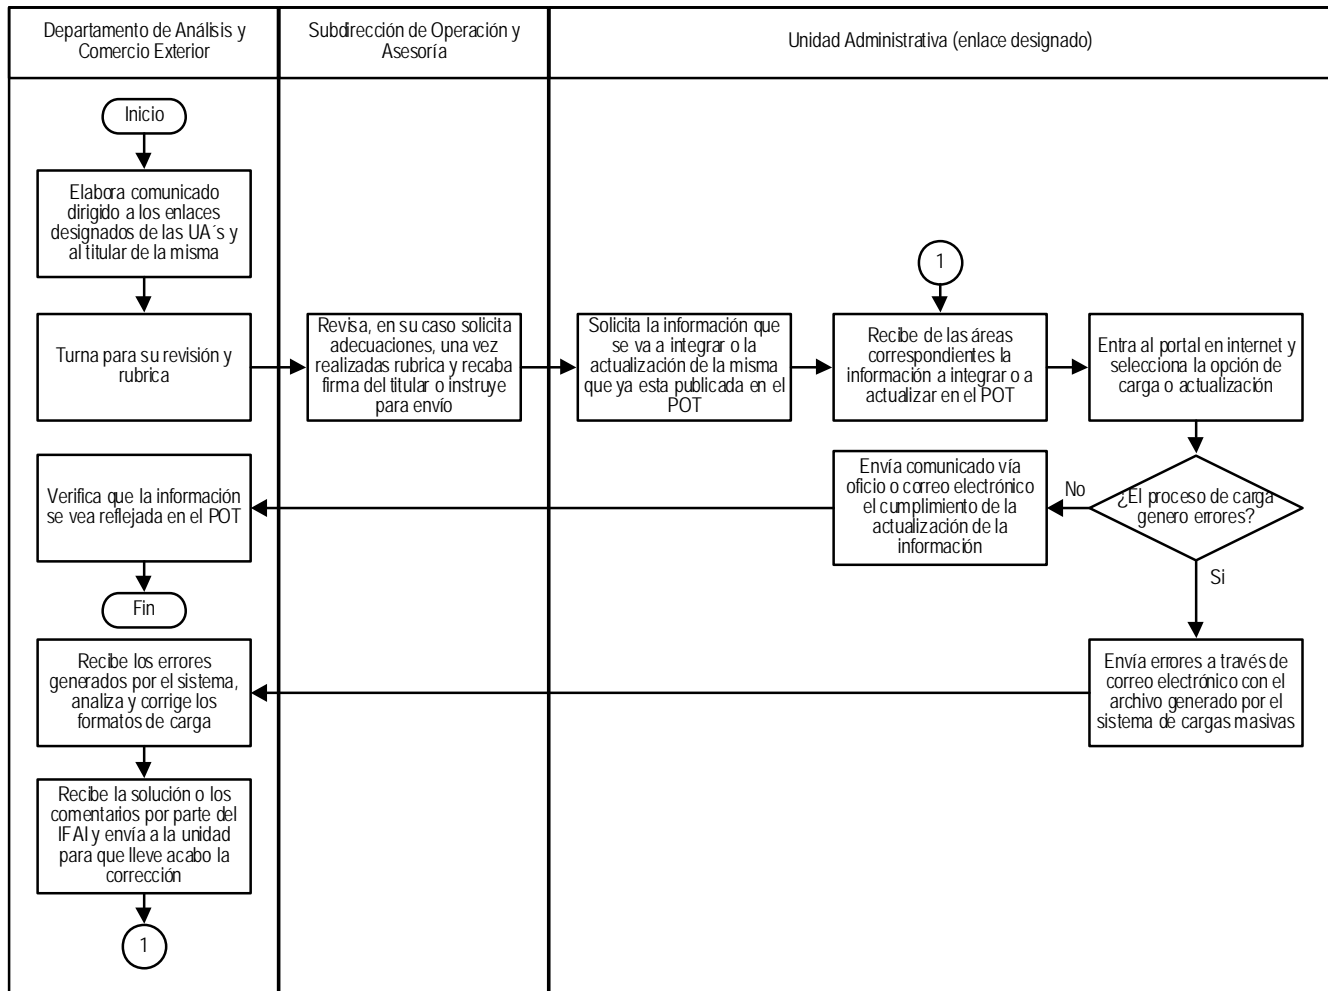 Departamento de Análisis y
Comercio Exterior
Subdirección de Operación y
Asesoría
Unidad Administrativa (enlace designado)
Inicio
Elabora comunicado
dirigido a los enlaces
designados de las UA´s y
al titular de la misma
1
Turna para su revisión y
rubrica
Revisa, en su caso solicita
adecuaciones, una vez
realizadas rubrica y recaba
firma del titular o instruye
para envío
Solicita la información que
se va a integrar o la
actualización de la misma
que ya esta publicada en el
POT
Recibe de las áreas
correspondientes la
información a integrar o a
actualizar en el POT
Entra al portal en internet y
selecciona la opción de
carga o actualización
Verifica que la información
se vea reflejada en el POT
Envía comunicado vía
oficio o correo electrónico
el cumplimiento de la
actualización de la
información
No
¿El proceso de carga
genero errores?
Si
Fin
Recibe los errores
generados por el sistema,
analiza y corrige los
formatos de carga
Envía errores a través de
correo electrónico con el
archivo generado por el
sistema de cargas masivas
Recibe la solución o los
comentarios por parte del
IFAI y envía a la unidad
para que lleve acabo la
corrección
1